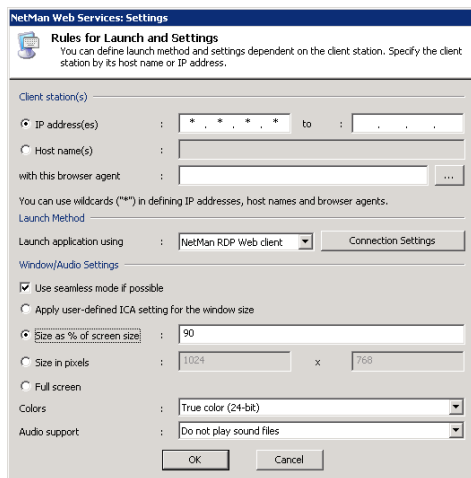 NetMan Web Services: Settings
Rules for Launch and Settings
You can define launch method and settings dependent on the client station. Specify the client
station by its host name or IP address.
Client station(s)
IP address(es) : * . * . * . * to : . . .
Host name(s) :
with this browser agent : ...
You can use wildcards ("*") in defining IP addresses, host names and browser agents.
Launch Method
Launch application using : NetMan RDP Web client Connection Settings
Window/Audio Settings
Use seamless mode if possible
Apply user-defined ICA setting for the window size
Size as % of screen size : 90
Size in pixels : 1024 x 768
Full screen
Colors : True color (24-bit)
Audio support : Do not play sound files
OK Cancel